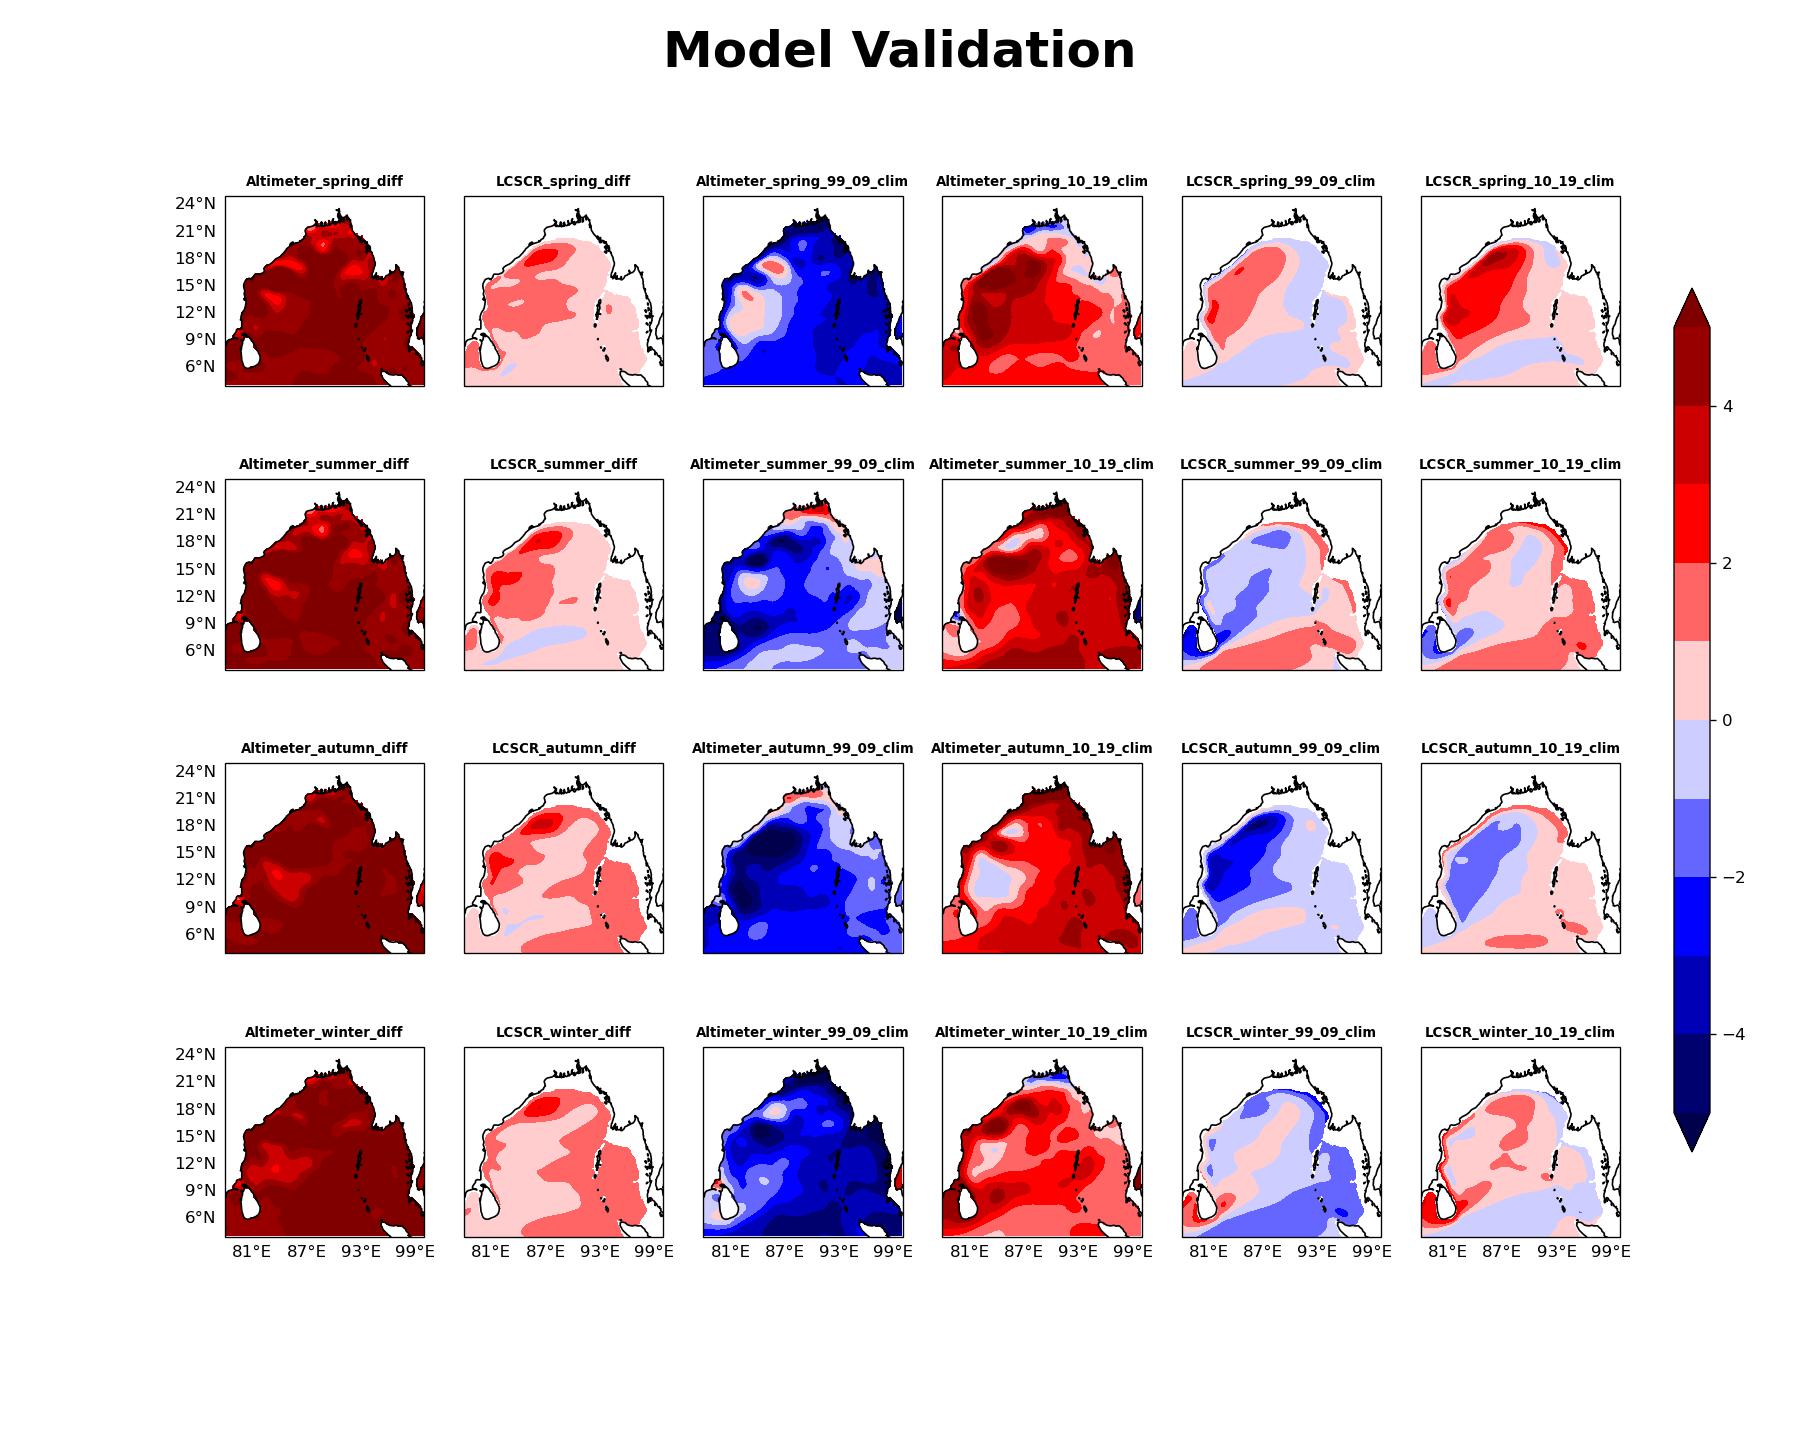 Model Validation
Altimeter_spring_diff LCSCR_spring_diff Altimeter_spring_99_09_clim Altimeter_spring_10_19_clim LCSCR_spring_99_09_clim LCSCR_spring_10_19_clim
24°N
21°N
18°N
15°N
12°N
9°N
6°N
Altimeter_summer_diff LCSCR_summer_diff Altimeter_summer_99_09_clim Altimeter_summer_10_19_clim LCSCR_summer_99_09_clim LCSCR_summer_10_19_clim
24°N
21°N
18°N
15°N
12°N
9°N
6°N
Altimeter_autumn_diff LCSCR_autumn_diff Altimeter_autumn_99_09_clim Altimeter_autumn_10_19_clim LCSCR_autumn_99_09_clim LCSCR_autumn_10_19_clim
24°N
21°N
18°N
15°N
12°N
9°N
6°N
Altimeter_winter_diff LCSCR_winter_diff Altimeter_winter_99_09_clim Altimeter_winter_10_19_clim LCSCR_winter_99_09_clim LCSCR_winter_10_19_clim
24°N
21°N
18°N
15°N
12°N
9°N
6°N
81°E 87°E 93°E 99°E 81°E 87°E 93°E 99°E 81°E 87°E 93°E 99°E 81°E 87°E 93°E 99°E 81°E 87°E 93°E 99°E 81°E 87°E 93°E 99°E
4
2
0
−2
−4